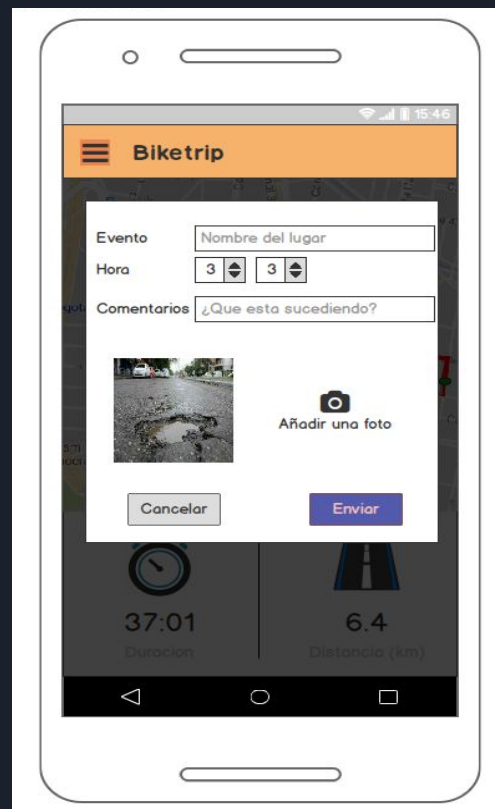 15:46
Biketrip
Evento Nombre del lugar
Hora 3 3
Comentarios ¿Que esta sucediendo?
Añadir una foto
Cancelar Enviar
37:01 6.4
Duracion Distancia (km)